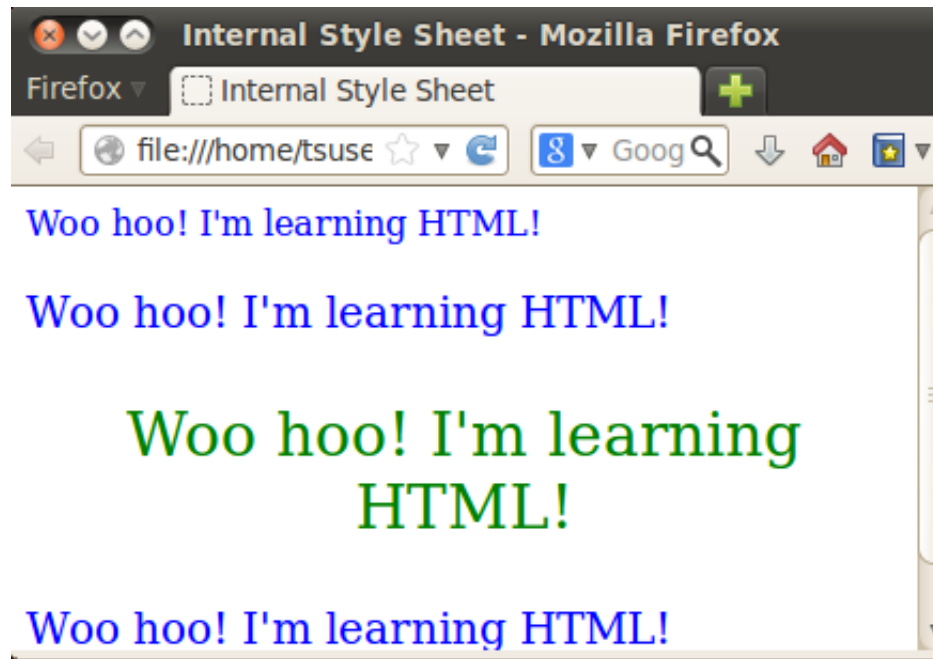 Internal Style Sheet - Mozilla Firefox
Firefox
Internal Style Sheet
file:///home/tsuse
8
Goog
Woo hoo! I'm learning HTML!
Woo hoo! I'm learning HTML!
Woo hoo! I'm learning
HTML!
Woo hoo! I'm learning HTML!